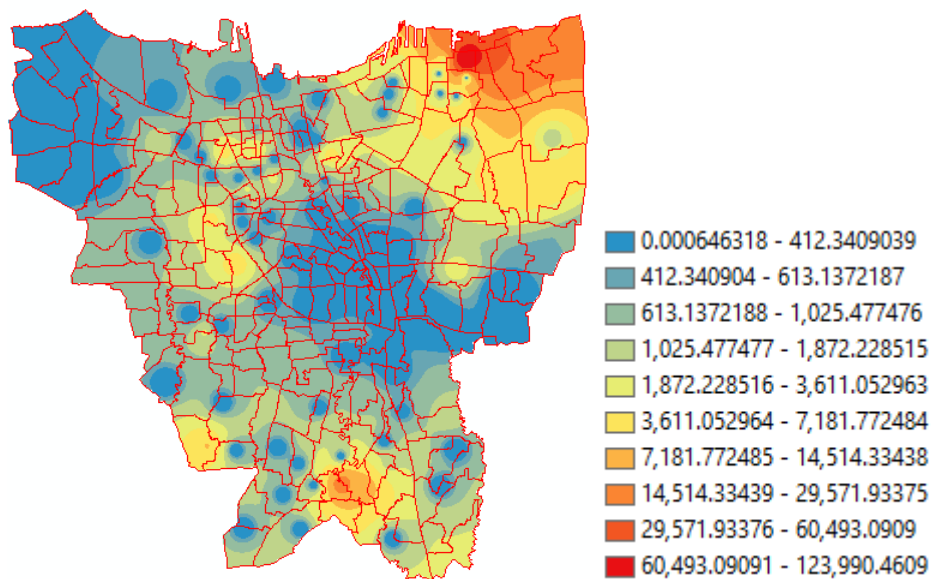 0.000646318 - 412.3409039
412.340904 - 613.1372187
613.1372188 - 1,025.477476
1,025.477477 - 1,872.228515
1,872.228516 - 3,611.052963
3,611.052964 - 7,181.772484
7,181.772485 - 14,514.33438
14,514.33439 - 29,571.93375
29,571.93376 - 60,493.0909
60,493.09091 - 123,990.4609